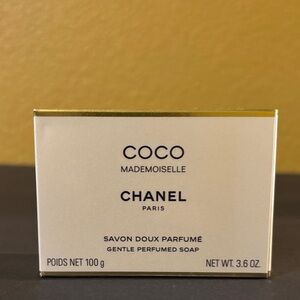 COCO
MADEMOISELLE
CHANEL
PARIS
SAVON DOUX PARFUMÉ
GENTLE PERFUMED SOAP
POIDS NET 100 g NET WT. 3.6 OZ.